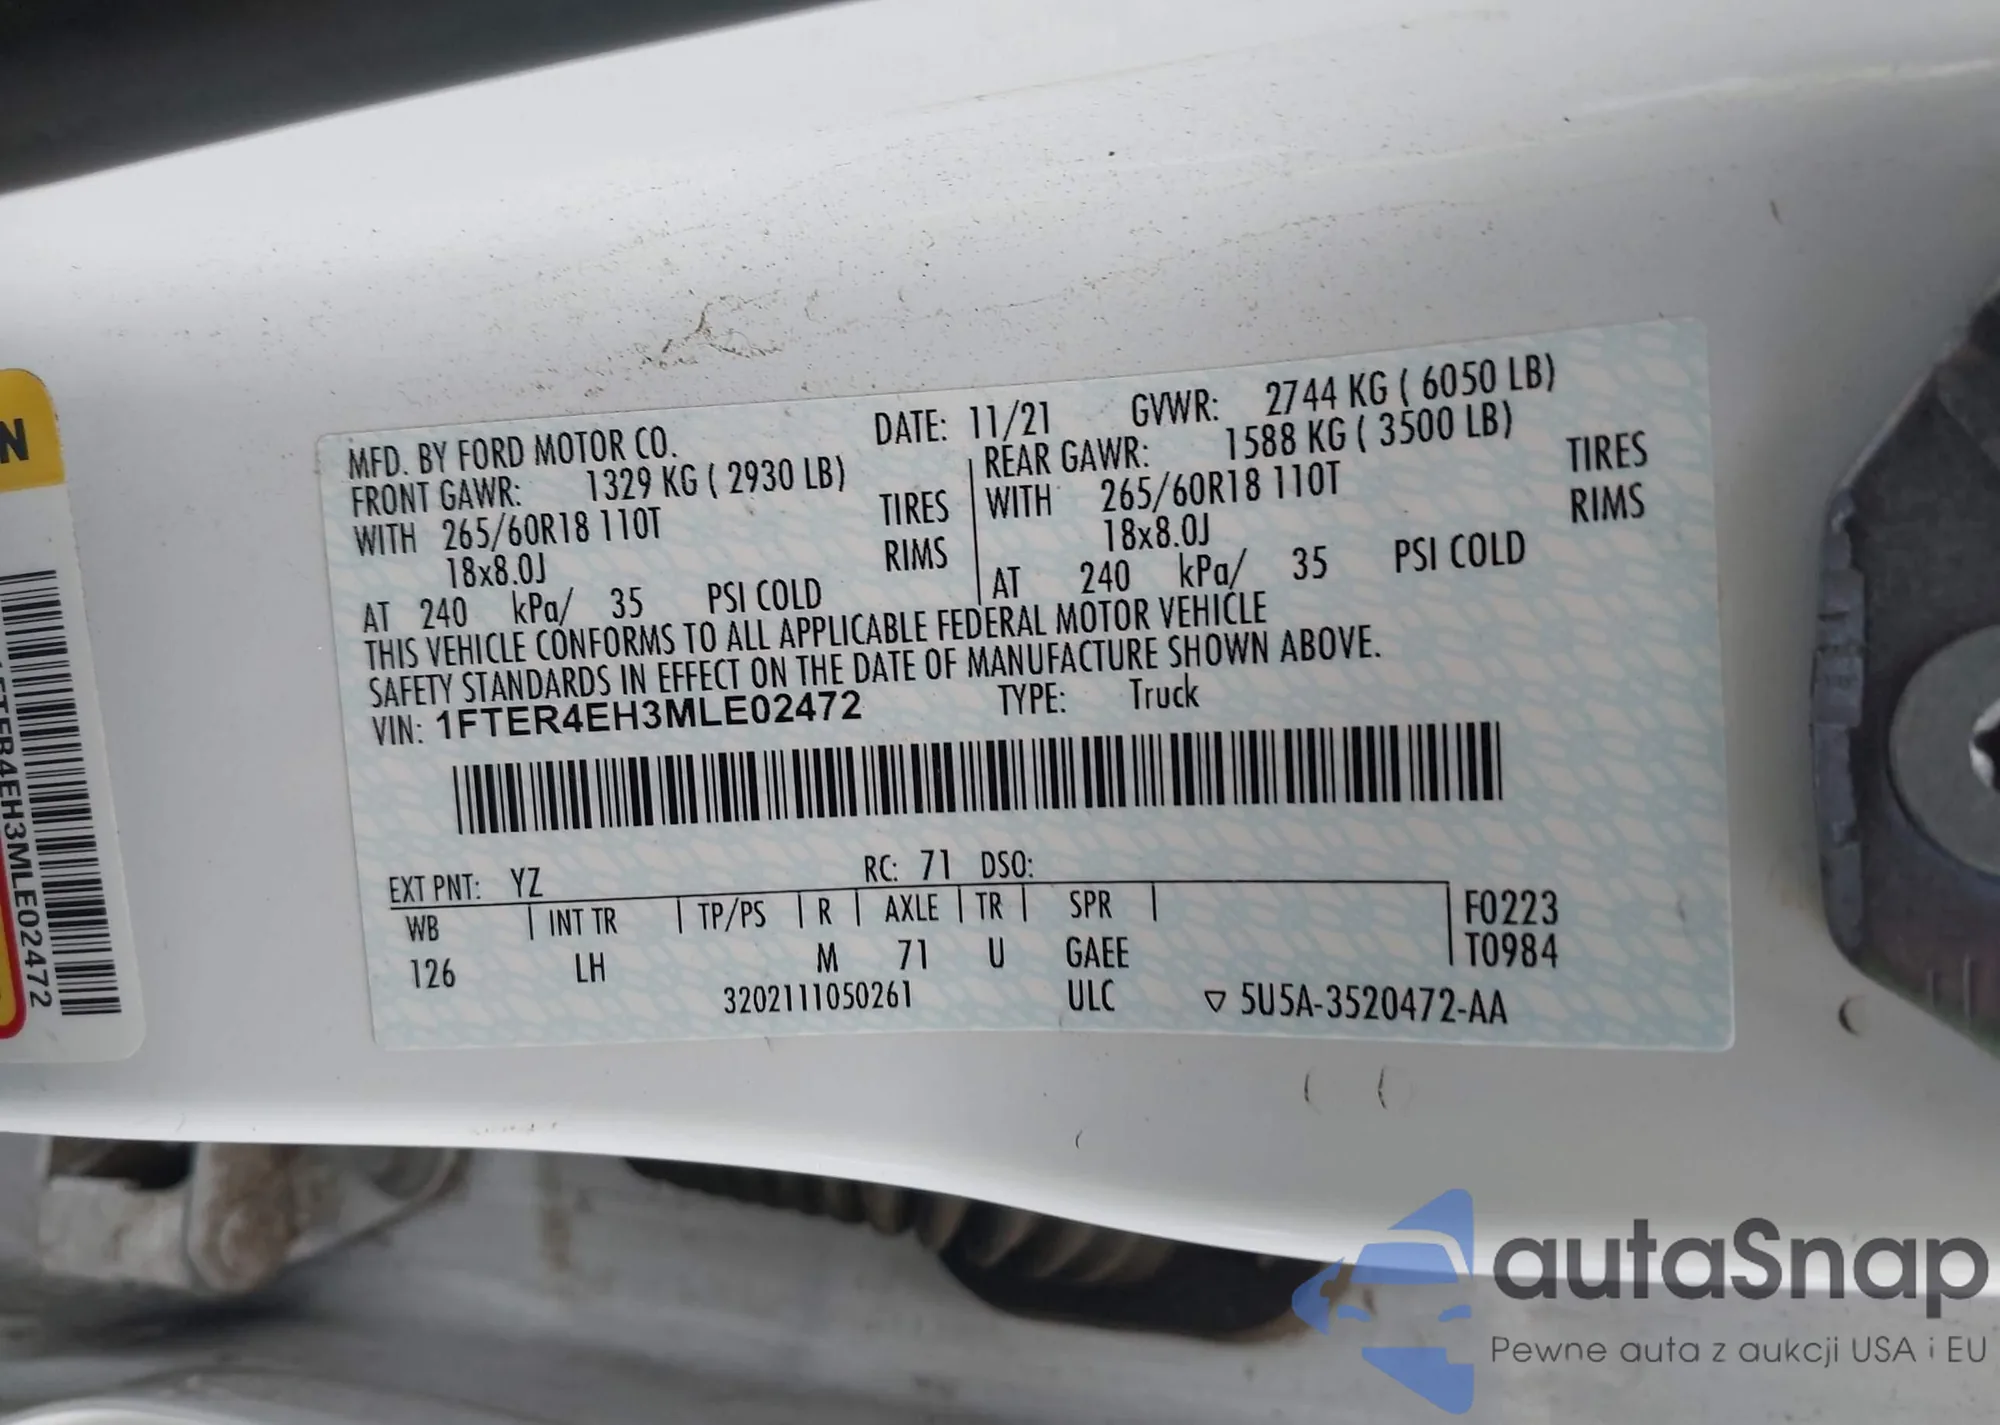 N
1FTER4EH3MLE02472
MFD. BY FORD MOTOR CO. DATE: 11/21 GVWR: 2744 KG ( 6050 LB)
FRONT GAWR: 1329 KG ( 2930 LB) REAR GAWR: 1588 KG ( 3500 LB)
WITH 265/60R18 110T TIRES WITH 265/60R18 110T TIRES
18x8.0J RIMS 18x8.0J RIMS
AT 240 kPa/ 35 PSI COLD AT 240 kPa/ 35 PSI COLD
THIS VEHICLE CONFORMS TO ALL APPLICABLE FEDERAL MOTOR VEHICLE
SAFETY STANDARDS IN EFFECT ON THE DATE OF MANUFACTURE SHOWN ABOVE.
VIN: 1FTER4EH3MLE02472 TYPE: Truck
EXT PNT: YZ RC: 71 DSO:
WB INT TR TP/PS R AXLE TR SPR F0223
126 LH M 71 U GAEE T0984
3202111050261 ULC ▽ 5U5A-3520472-AA
autaSnap
Pewne auta z aukcji USA i EU